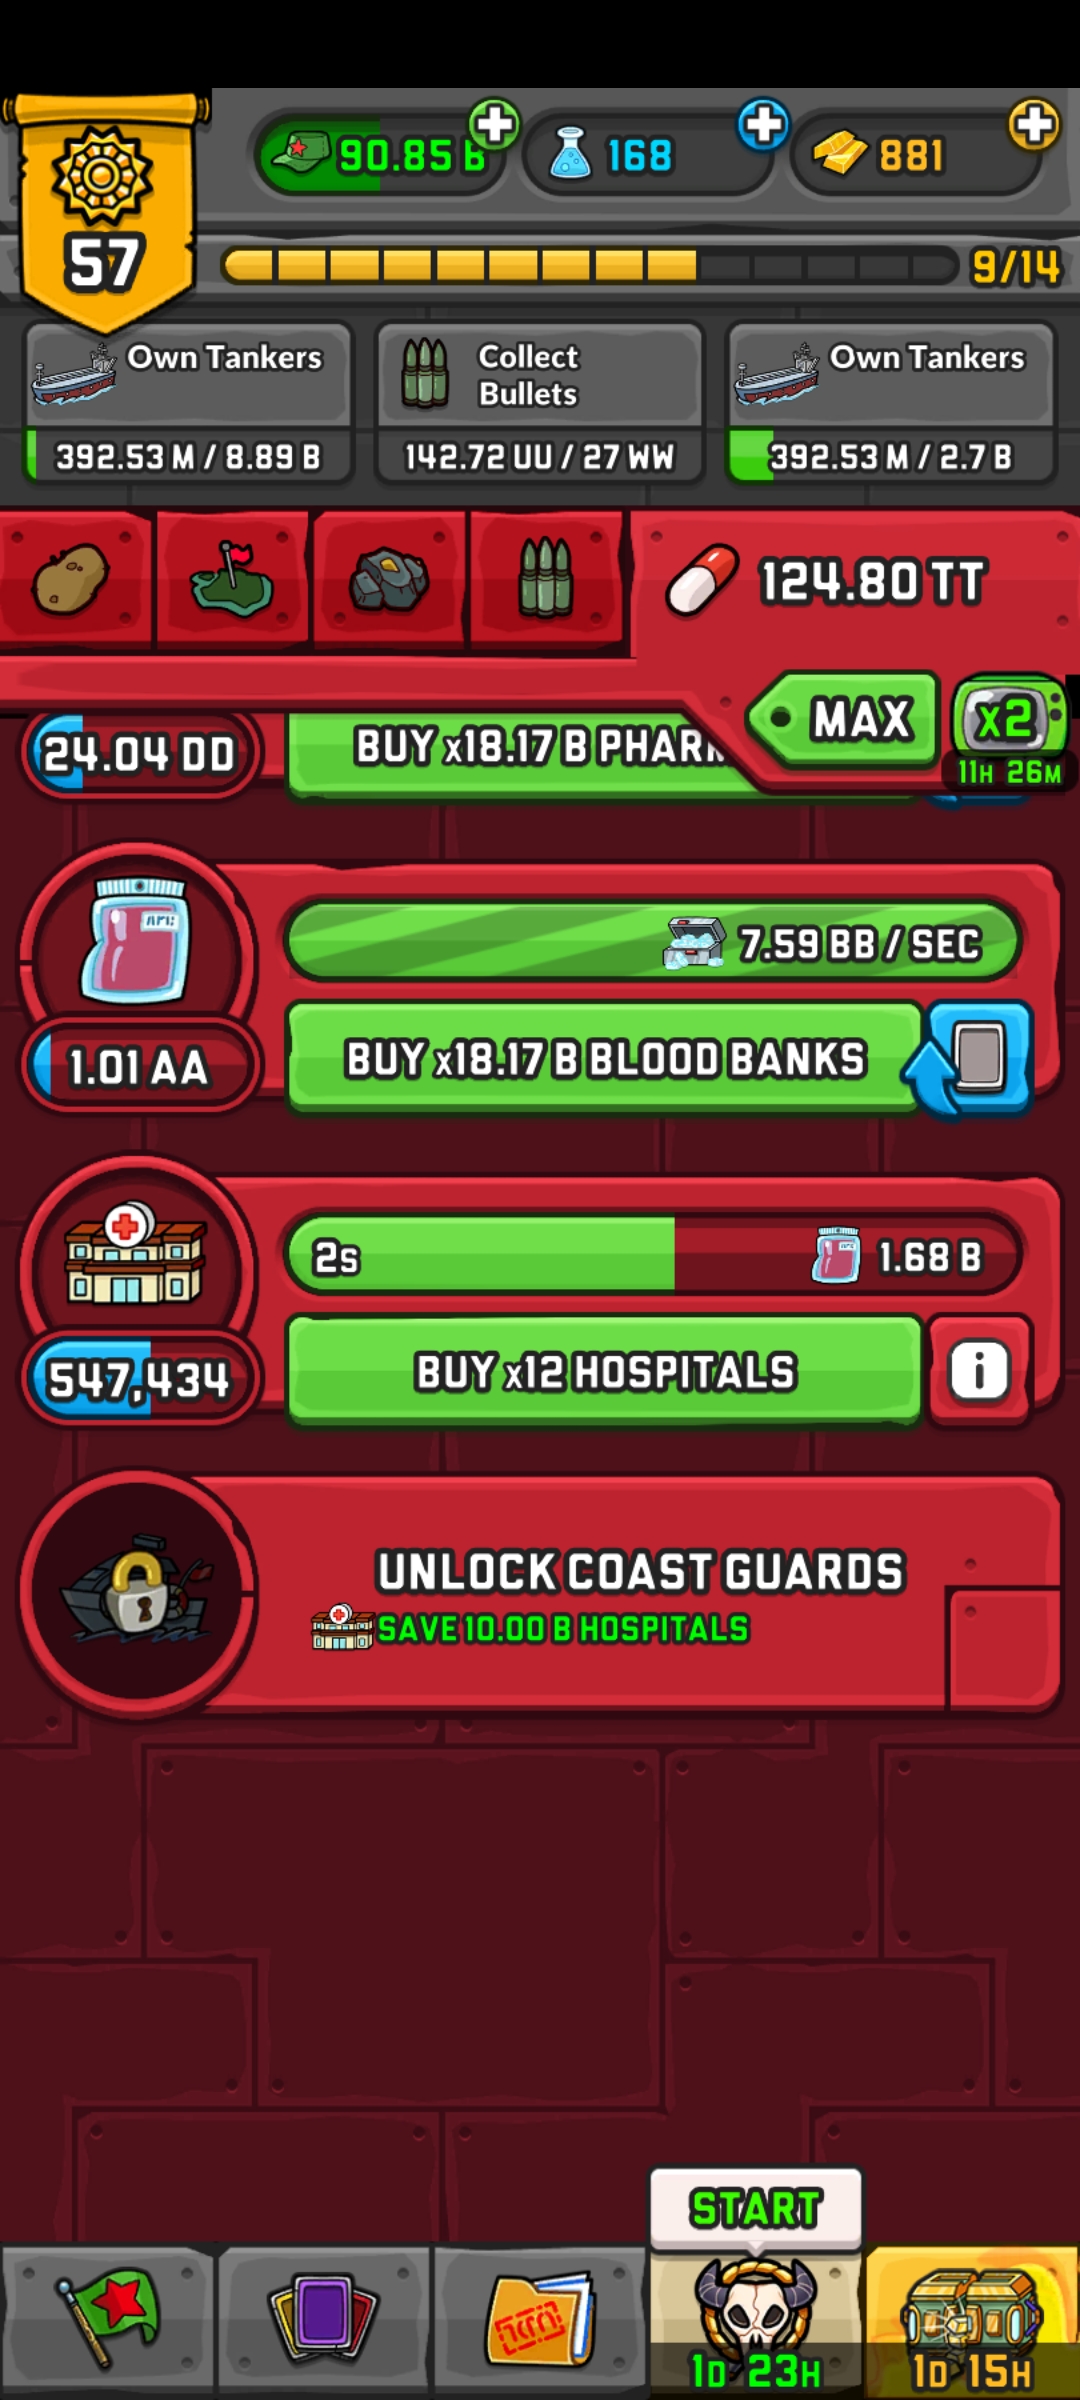 90.85 B
168
881
57
9/14
Own Tankers
392.53 M / 8.89 B
Collect
Bullets
142.72 UU / 27 WW
Own Tankers
392.53 M / 2.7 B
124.80 TT
MAX
x2
11H 26M
24.04 DD
BUY x18.17 B PHARM
7.59 BB / SEC
1.01 AA
BUY x18.17 B BLOOD BANKS
2s
1.68 B
547,434
BUY x12 HOSPITALS
i
UNLOCK COAST GUARDS
SAVE 10.00 B HOSPITALS
START
1D 23H
1D 15H